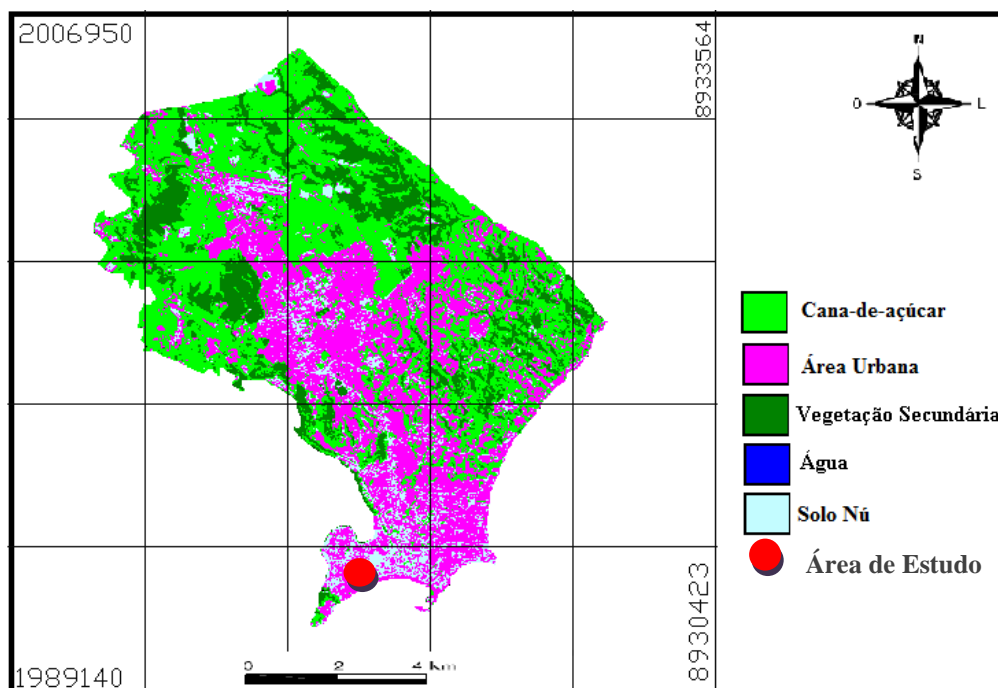 2006950
8933564
N
O
L
S
Cana-de-açúcar
Área Urbana
Vegetação Secundária
Água
Solo Nú
Área de Estudo
8930423
1989140
0 2 4 km